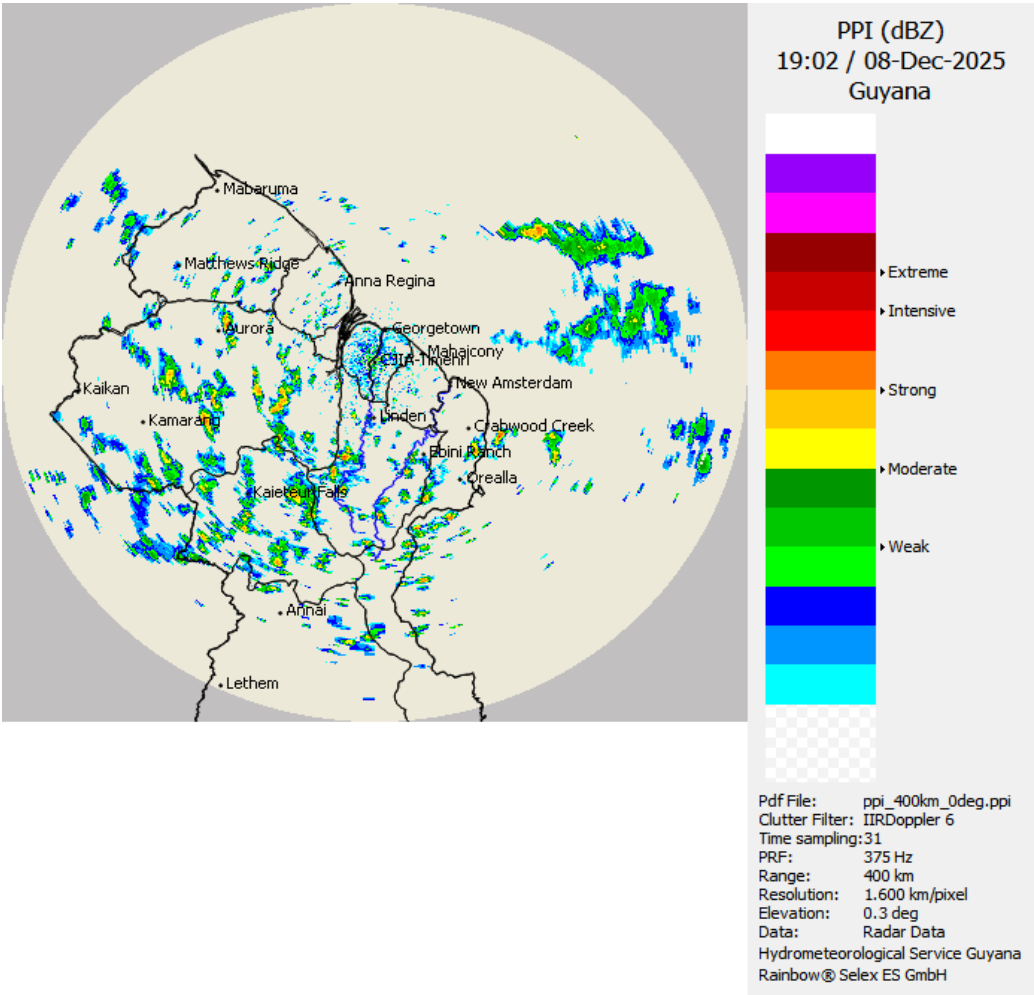 PPI (dBZ)
19:02 / 08-Dec-2025
Guyana
Mabaruma
Matthews Ridge
Anna Regina
Aurora
Georgetown
Mahaicony
CJIA-Timehri
New Amsterdam
Kaikan
Kamarang
Linden
Crabwood Creek
Ebini Ranch
Orealla
Kaieteur Falls
Annai
Lethem
Extreme
Intensive
Strong
Moderate
Weak
Pdf File: ppi_400km_0deg.ppi
Clutter Filter: IIRDoppler 6
Time sampling:31
PRF: 375 Hz
Range: 400 km
Resolution: 1.600 km/pixel
Elevation: 0.3 deg
Data: Radar Data
Hydrometeorological Service Guyana
Rainbow® Selex ES GmbH